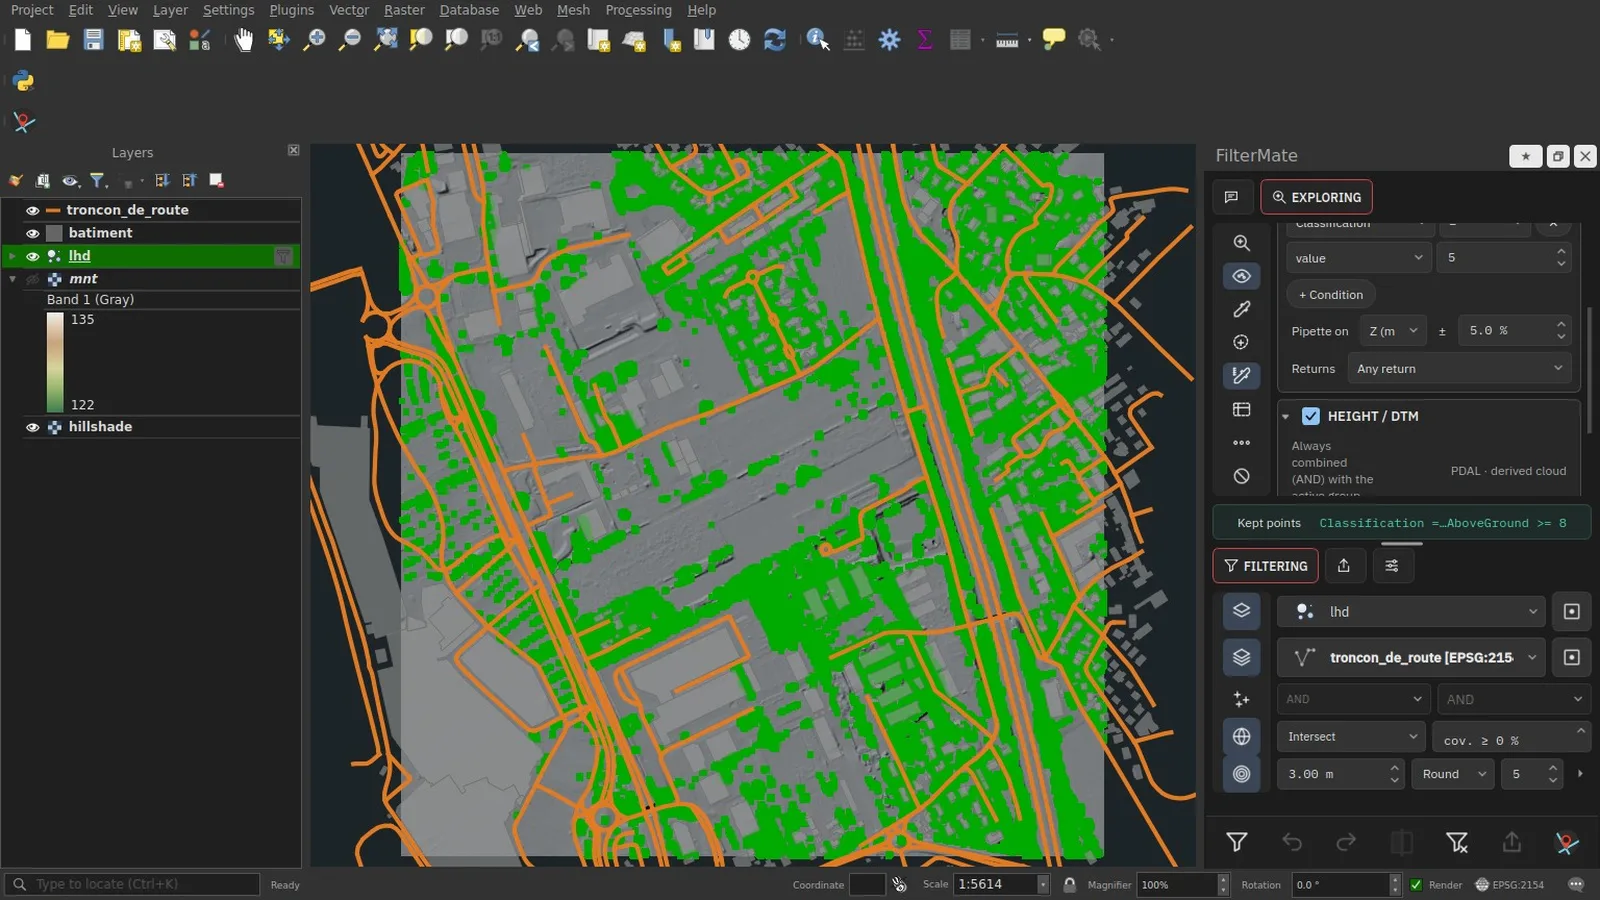 Project Edit View Layer Settings Plugins Vector Raster Database Web Mesh Processing Help
Layers
troncon_de_route
batiment
lhd
mnt
Band 1 (Gray)
135
122
hillshade
FilterMate
EXPLORING
Classification =
value 5
+ Condition
Pipette on Z (m ± 5.0 %
Returns Any return
HEIGHT / DTM
Always
combined
(AND) with the
active group
PDAL · derived cloud
Kept points Classification =…AboveGround >= 8
FILTERING
lhd
troncon_de_route [EPSG:215
AND AND
Intersect cov. ≥ 0 %
3.00 m Round 5
Type to locate (Ctrl+K) Ready Coordinate Scale 1:5614 Magnifier 100% Rotation 0.0 ° Render EPSG:2154